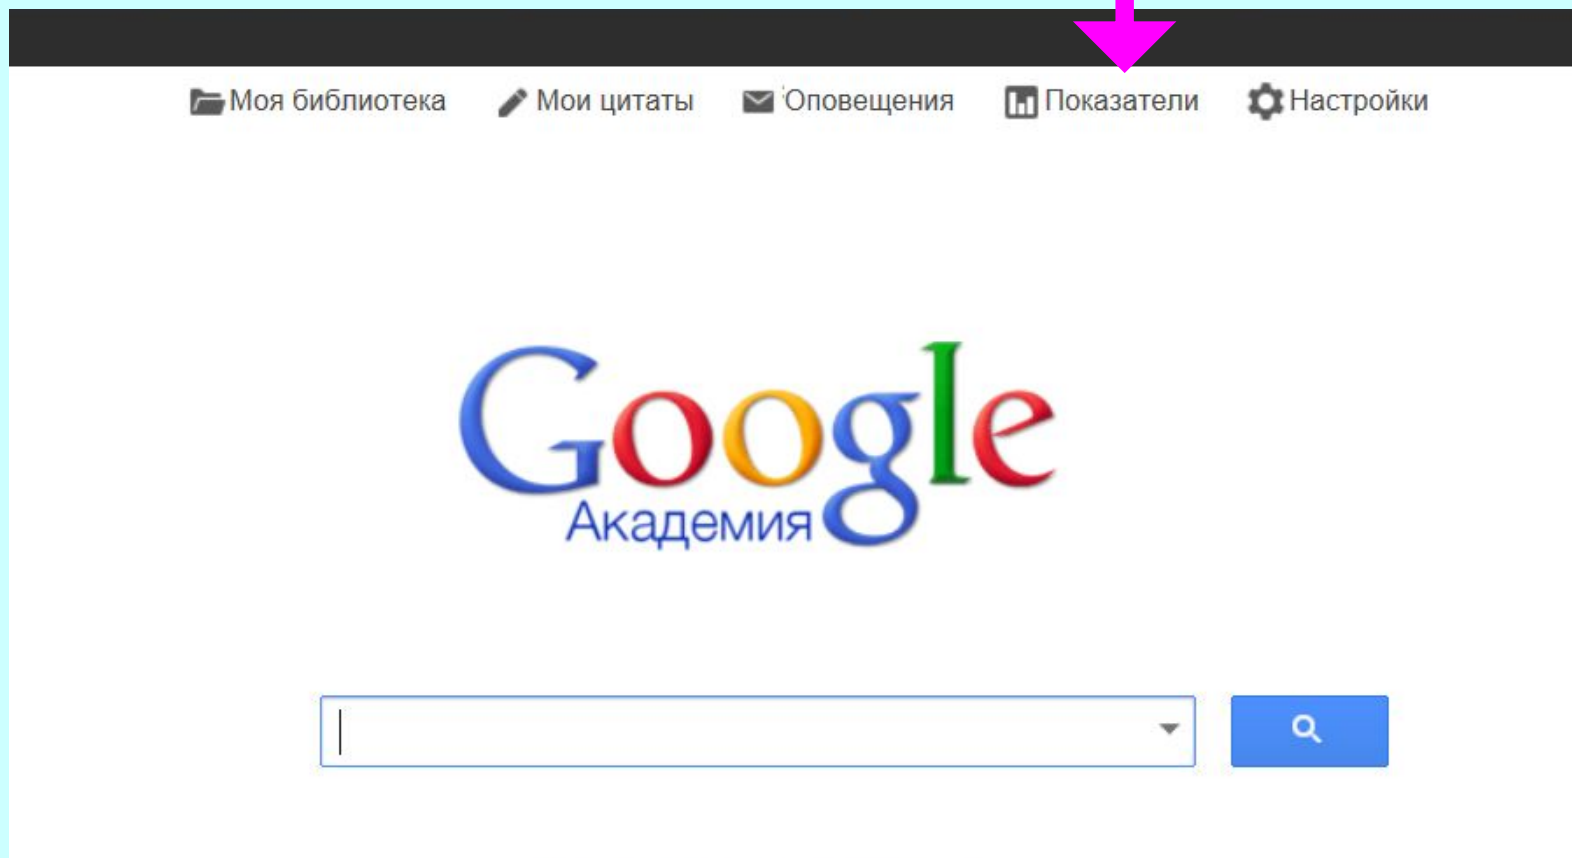 Моя библиотека Мои цитаты Оповещения Показатели Настройки
Google
Академия